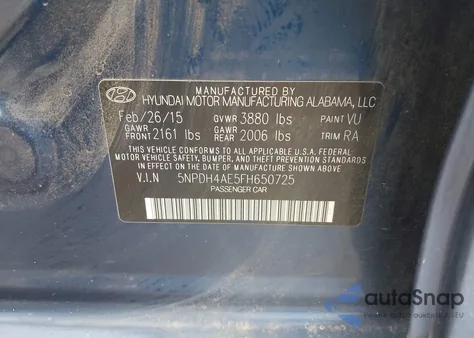 MANUFACTURED BY
HYUNDAI MOTOR MANUFACTURING ALABAMA, LLC
Feb/26/15 GVWR 3880 lbs PAINT VU
GAWR FRONT 2161 lbs GAWR REAR 2006 lbs TRIM RA
THIS VEHICLE CONFORMS TO ALL APPLICABLE U.S.A. FEDERAL
MOTOR VEHICLE SAFETY, BUMPER, AND THEFT PREVENTION
STANDARDS IN EFFECT ON THE DATE OF MANUFACTURE SHOWN ABOVE.
V.I.N 5NPDH4AE5FH650725
PASSENGER CAR
autoSnap